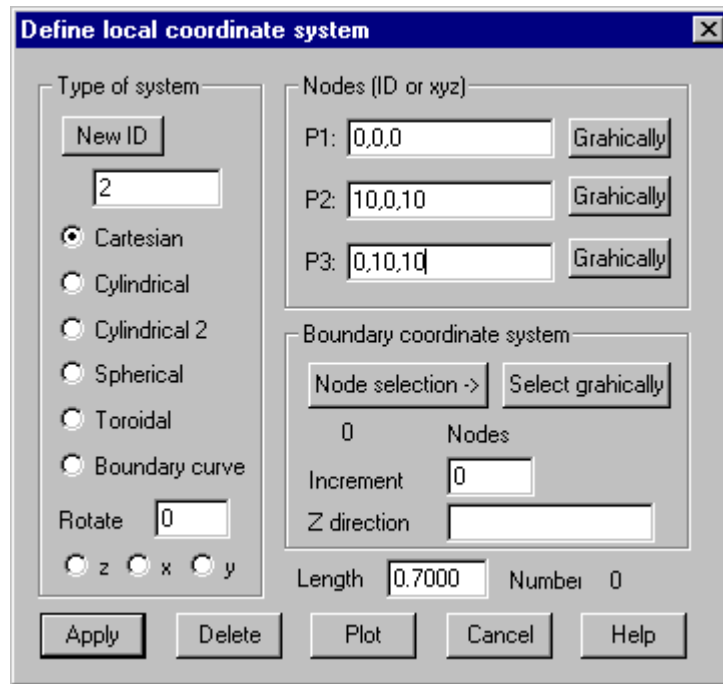 Define local coordinate system
Type of system
New ID
2
Cartesian
Cylindrical
Cylindrical 2
Spherical
Toroidal
Boundary curve
Rotate 0
z x y
Nodes (ID or xyz)
P1: 0,0,0 Grahically
P2: 10,0,10 Grahically
P3: 0,10,10 Grahically
Boundary coordinate system
Node selection -> Select grahically
0 Nodes
Increment 0
Z direction
Length 0.7000 Number 0
Apply Delete Plot Cancel Help